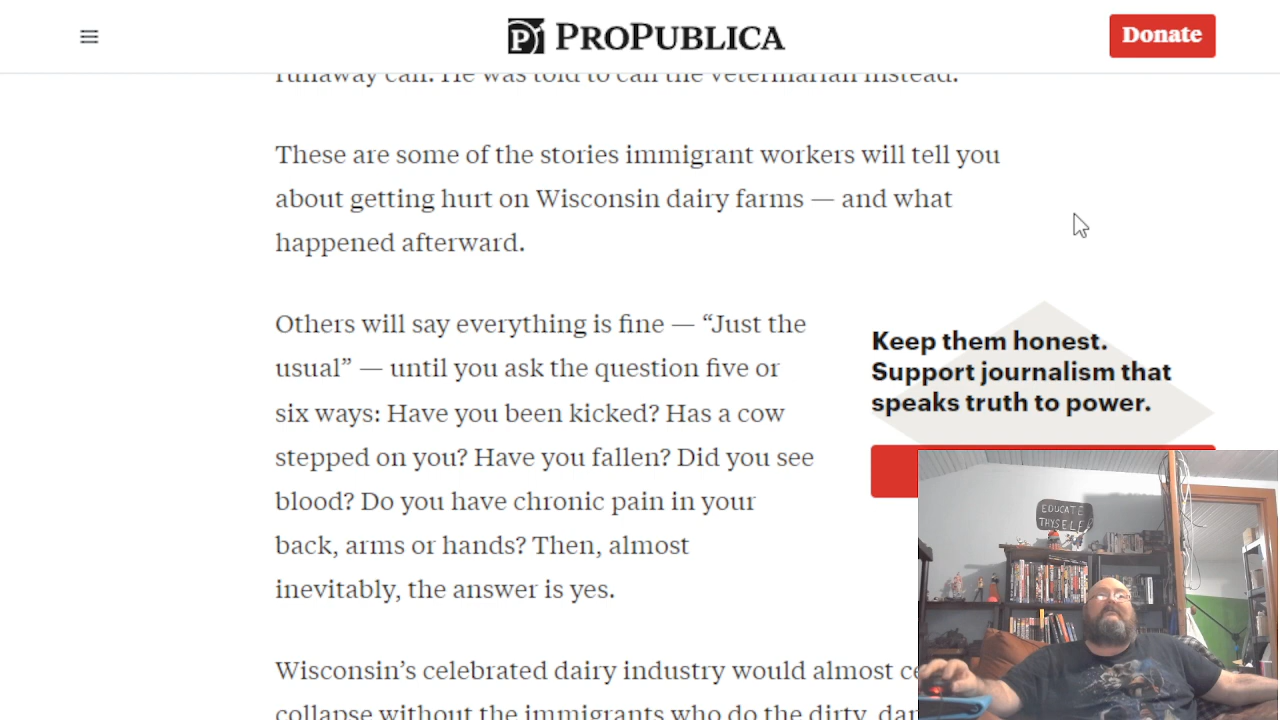 PROPUBLICA
Donate
runaway calf. He was told to call the veterinarian instead.
These are some of the stories immigrant workers will tell you
about getting hurt on Wisconsin dairy farms — and what
happened afterward.
Others will say everything is fine — “Just the
usual” — until you ask the question five or
six ways: Have you been kicked? Has a cow
stepped on you? Have you fallen? Did you see
blood? Do you have chronic pain in your
back, arms or hands? Then, almost
inevitably, the answer is yes.
Keep them honest.
Support journalism that
speaks truth to power.
EDUCATE
THYSELF
Wisconsin’s celebrated dairy industry would almost
collapse without the immigrants who do the dirty,